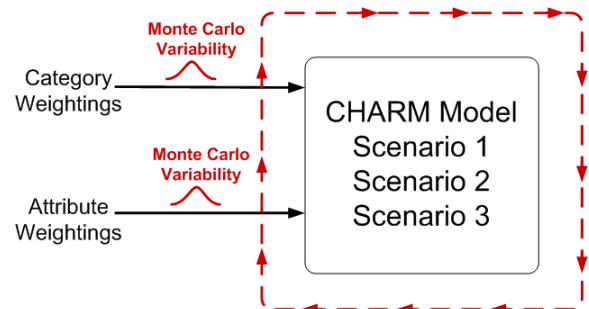 Monte Carlo
Variability
Category
Weightings
CHARM Model
Scenario 1
Scenario 2
Scenario 3
Monte Carlo
Variability
Attribute
Weightings